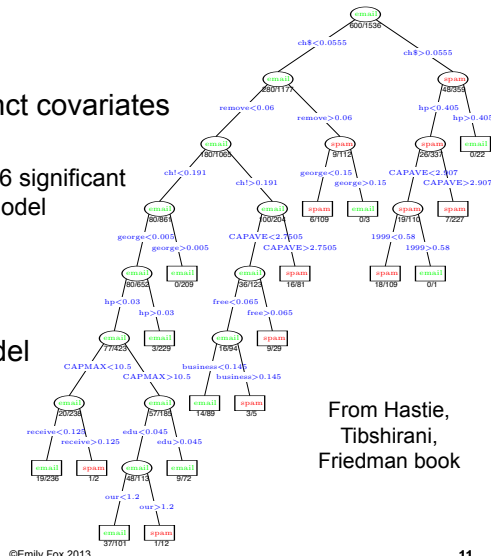 email
600/1536
ch$<0.0555
ch$>0.0555
email
280/1177
spam
48/359
remove<0.06
remove>0.06
hp<0.405
hp>0.405
nct covariates
email
180/1065
spam
9/112
spam
26/337
email
0/22
6 significant
odel
ch!<0.191
ch!>0.191
george<0.15
george>0.15
CAPAVE<2.907
CAPAVE>2.907
email
80/861
email
100/204
spam
6/109
email
0/3
spam
19/110
spam
7/227
george<0.005
george>0.005
CAPAVE<2.7505
CAPAVE>2.7505
1999<0.58
1999>0.58
email
80/652
email
0/209
email
36/123
spam
16/81
spam
18/109
email
0/1
hp<0.03
hp>0.03
free<0.065
free>0.065
del
email
77/423
email
3/229
email
16/94
spam
9/29
CAPMAX<10.5
CAPMAX>10.5
business<0.145
business>0.145
email
20/238
email
57/185
email
14/89
spam
3/5
receive<0.125
receive>0.125
edu<0.045
edu>0.045
email
19/236
spam
1/2
email
48/113
email
9/72
our<1.2
our>1.2
email
37/101
spam
1/12
From Hastie,
Tibshirani,
Friedman book
©Emily Fox 2013
11